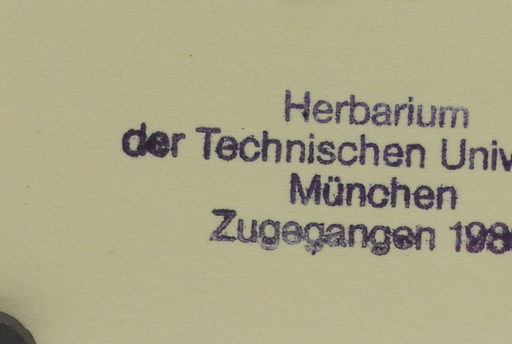 Herbarium
der Technischen Univ
München
Zugegangen 198